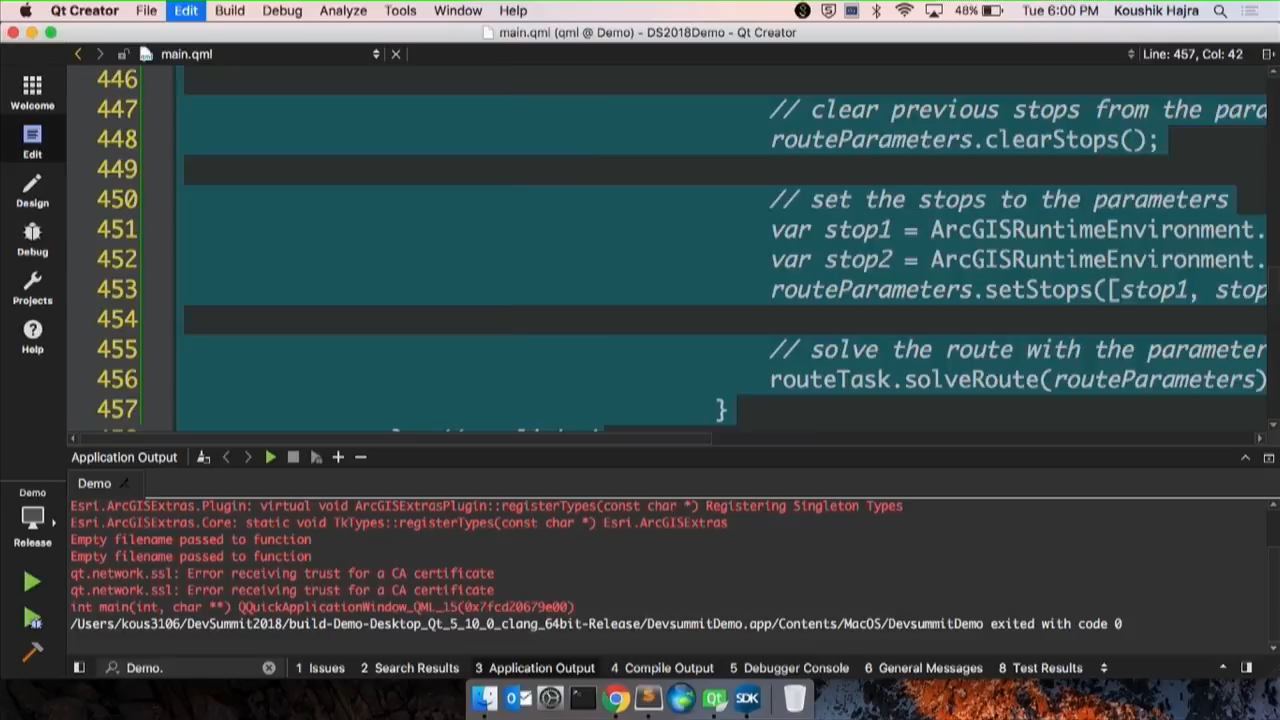 Qt Creator File Edit Build Debug Analyze Tools Window Help 48% Tue 6:00 PM Koushik Hajra
main.qml (qml @ Demo) - DS2018Demo - Qt Creator
main.qml Line: 457, Col: 42
Welcome
Edit
Design
Debug
Projects
Help
446
447 // clear previous stops from the para
448 routeParameters.clearStops();
449
450 // set the stops to the parameters
451 var stop1 = ArcGISRuntimeEnvironment.
452 var stop2 = ArcGISRuntimeEnvironment.
453 routeParameters.setStops([stop1, stop
454
455 // solve the route with the parameter
456 routeTask.solveRoute(routeParameters)
457 }
Application Output
Demo
Demo
Release
Esri.ArcGISExtras.Plugin: virtual void ArcGISExtrasPlugin::registerTypes(const char *) Registering Singleton Types
Esri.ArcGISExtras.Core: static void TkTypes::registerTypes(const char *) Esri.ArcGISExtras
Empty filename passed to function
Empty filename passed to function
qt.network.ssl: Error receiving trust for a CA certificate
qt.network.ssl: Error receiving trust for a CA certificate
int main(int, char **) QQuickApplicationWindow_QML_15(0x7fcd20679e00)
/Users/kous3106/DevSummit2018/build-Demo-Desktop_Qt_5_10_0_clang_64bit-Release/DevsummitDemo.app/Contents/MacOS/DevsummitDemo exited with code 0
Demo. 1 Issues 2 Search Results 3 Application Output 4 Compile Output 5 Debugger Console 6 General Messages 8 Test Results
Qt SDK